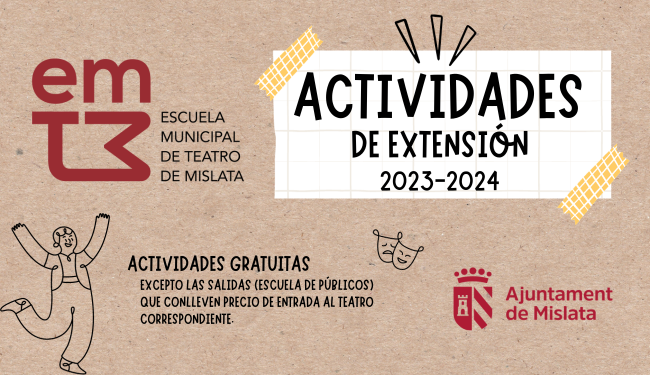 em
tm
ESCUELA
MUNICIPAL
DE TEATRO
DE MISLATA
ACTIVIDADES
DE EXTENSIÓN
2023-2024
ACTIVIDADES GRATUITAS
EXCEPTO LAS SALIDAS (ESCUELA DE PÚBLICOS)
QUE CONLLEVEN PRECIO DE ENTRADA AL TEATRO
CORRESPONDIENTE.
Ajuntament
de Mislata